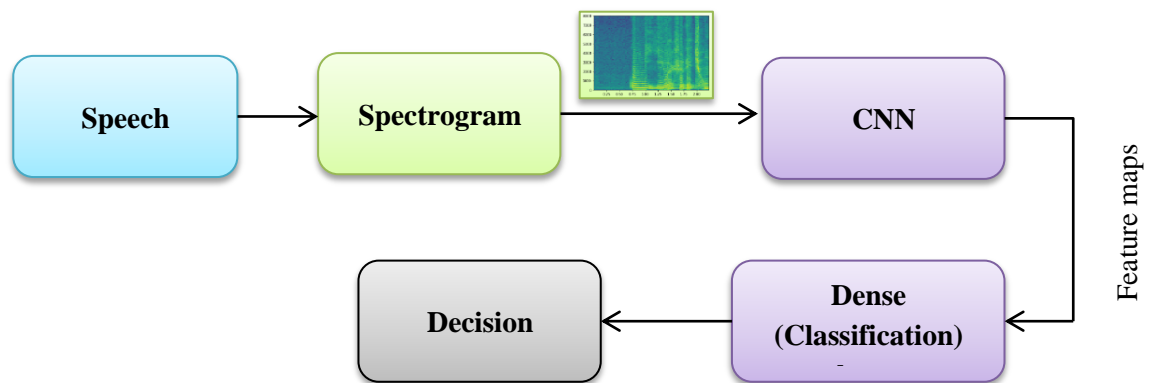 Speech
Spectrogram
CNN
Feature maps
Dense
(Classification)
Decision